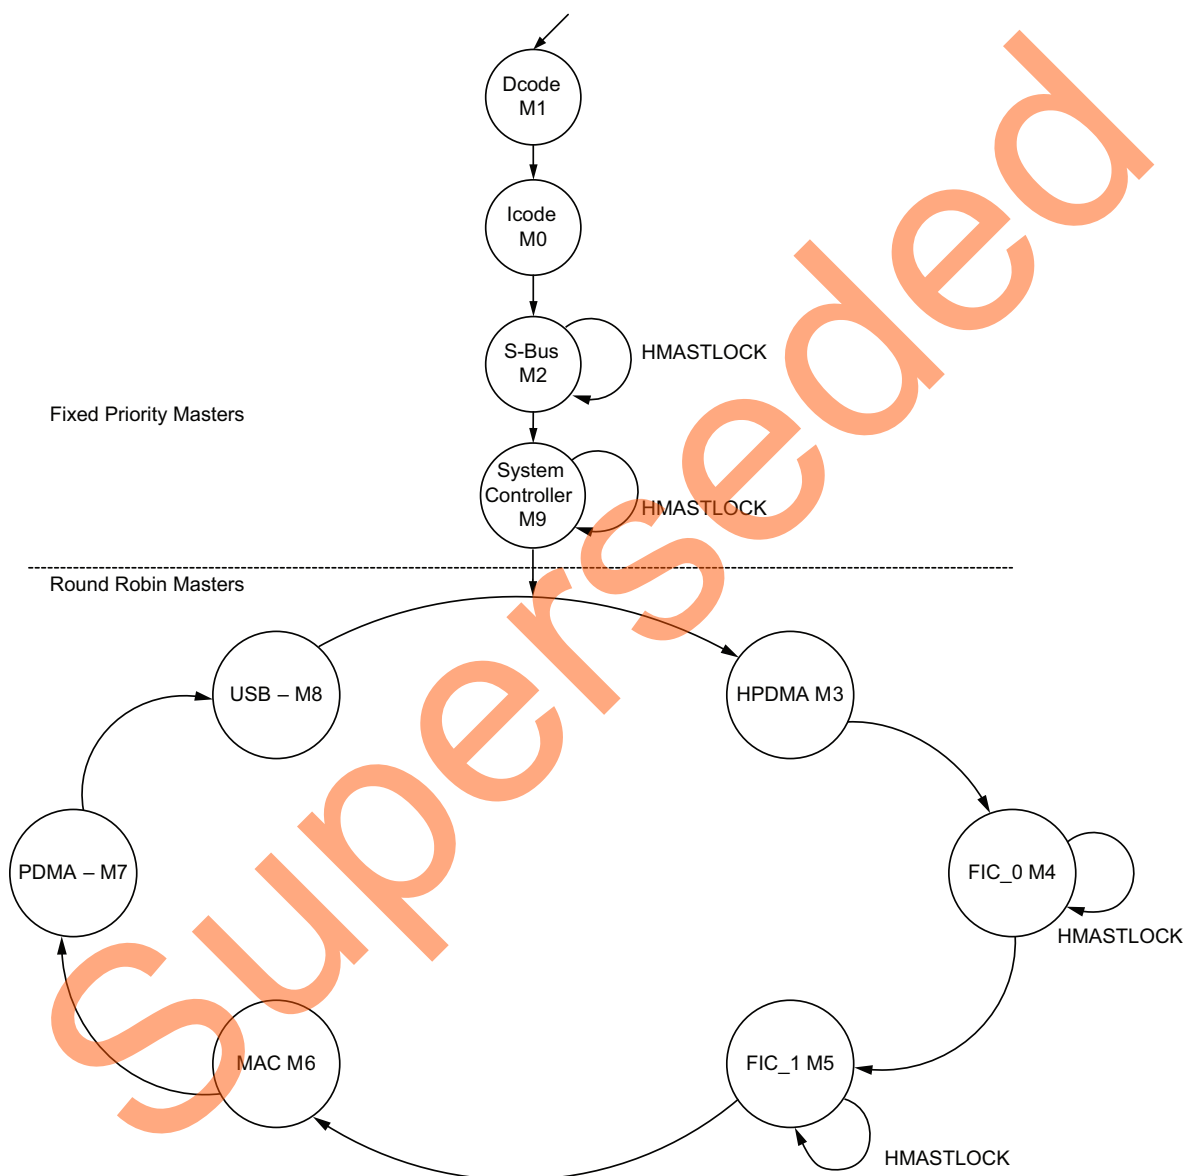 Dcode
M1
Icode
M0
S-Bus
M2
HMASTLOCK
Fixed Priority Masters
System
Controller
M9
HMASTLOCK
Round Robin Masters
USB – M8
HPDMA M3
PDMA – M7
FIC_0 M4
HMASTLOCK
MAC M6
FIC_1 M5
HMASTLOCK
Superseded